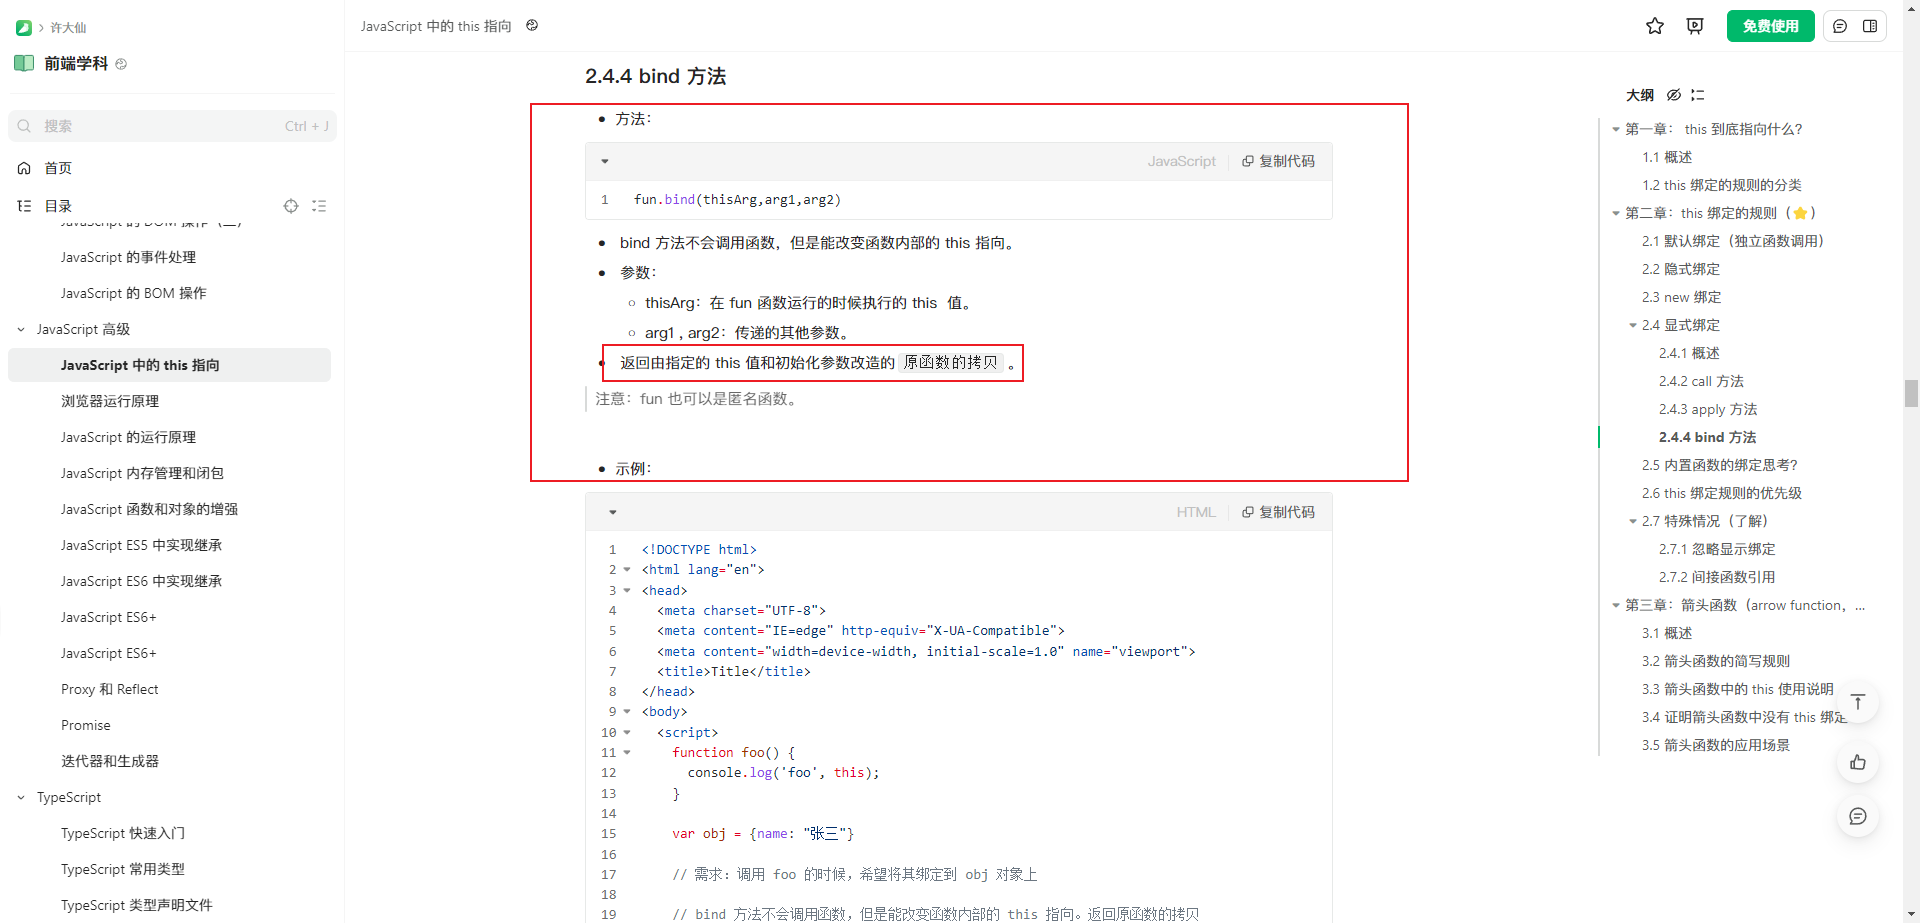 许大仙
前端学科
搜索
Ctrl + J
首页
目录
JavaScript 的事件处理
JavaScript 的 BOM 操作
JavaScript 高级
JavaScript 中的 this 指向
浏览器运行原理
JavaScript 的运行原理
JavaScript 内存管理和闭包
JavaScript 函数和对象的增强
JavaScript ES5 中实现继承
JavaScript ES6 中实现继承
JavaScript ES6+
JavaScript ES6+
Proxy 和 Reflect
Promise
迭代器和生成器
TypeScript
TypeScript 快速入门
TypeScript 常用类型
TypeScript 类型声明文件
JavaScript 中的 this 指向
免费使用
2.4.4 bind 方法
方法：
JavaScript
复制代码
1 fun.bind(thisArg,arg1,arg2)
bind 方法不会调用函数，但是能改变函数内部的 this 指向。
参数：
thisArg：在 fun 函数运行的时候执行的 this 值。
arg1 , arg2：传递的其他参数。
返回由指定的 this 值和初始化参数改造的 原函数的拷贝 。
注意：fun 也可以是匿名函数。
示例：
HTML
复制代码
1 <!DOCTYPE html>
2 <html lang="en">
3 <head>
4 <meta charset="UTF-8">
5 <meta content="IE=edge" http-equiv="X-UA-Compatible">
6 <meta content="width=device-width, initial-scale=1.0" name="viewport">
7 <title>Title</title>
8 </head>
9 <body>
10 <script>
11 function foo() {
12 console.log('foo', this);
13 }
14
15 var obj = {name: "张三"}
16
17 // 需求：调用 foo 的时候，希望将其绑定到 obj 对象上
18
19 // bind 方法不会调用函数，但是能改变函数内部的 this 指向。返回原函数的拷贝
大纲
第一章： this 到底指向什么？
1.1 概述
1.2 this 绑定的规则的分类
第二章：this 绑定的规则（⭐）
2.1 默认绑定（独立函数调用）
2.2 隐式绑定
2.3 new 绑定
2.4 显式绑定
2.4.1 概述
2.4.2 call 方法
2.4.3 apply 方法
2.4.4 bind 方法
2.5 内置函数的绑定思考？
2.6 this 绑定规则的优先级
2.7 特殊情况（了解）
2.7.1 忽略显示绑定
2.7.2 间接函数引用
第三章：箭头函数（arrow function，...
3.1 概述
3.2 箭头函数的简写规则
3.3 箭头函数中的 this 使用说明
3.4 证明箭头函数中没有 this 绑定
3.5 箭头函数的应用场景